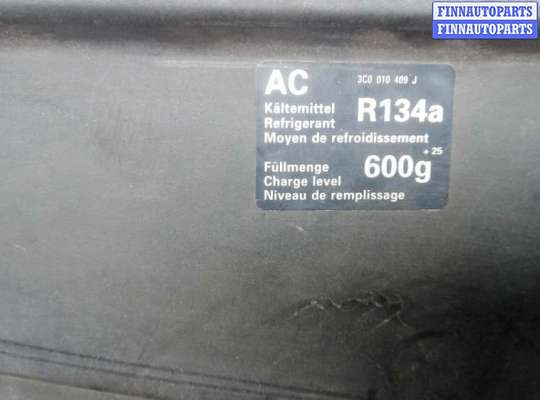 FINNAUTOPARTS
FINNAUTOPARTS
AC 3C0 010 409 J
Kältemittel
Refrigerant R134a
Moyen de refroidissement
+25
Füllmenge 600g
Charge level
Niveau de remplissage